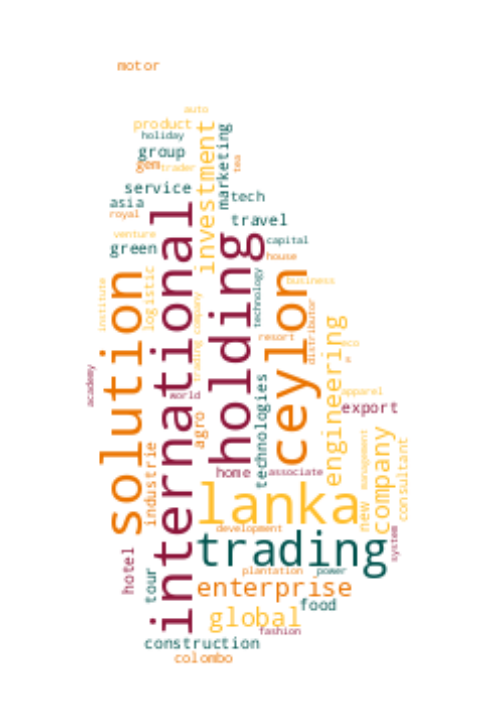 motor
auto
product
holiday
group
gem
trader
investment
marketing
tea
service
tech
asia
royal
travel
venture
green
capital
house
international
holding
solution
ceylon
logistic
institute
technology
business
trading company
distributor
resort
engineering
eco
academy
world
agro
technologies
apparel
export
industrie
home
associate
lanka
new
management
company
consultant
development
trading
system
hotel
tour
plantation
power
enterprise
food
global
fashion
construction
colombo